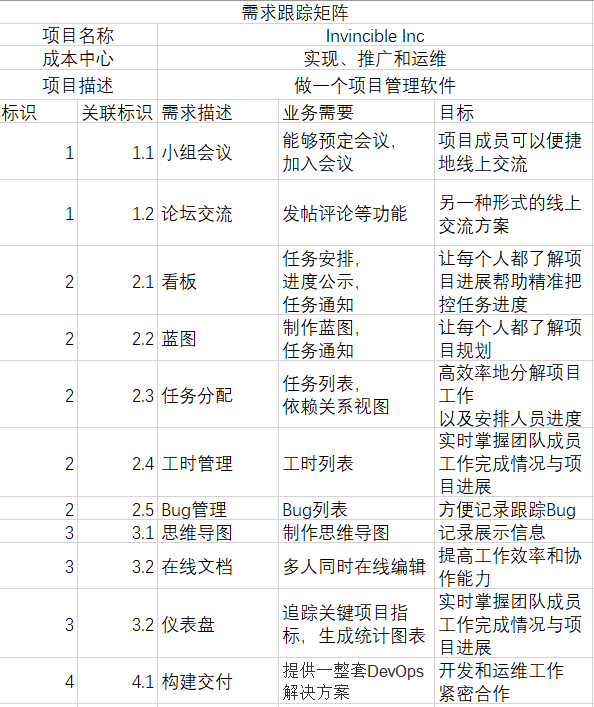 需求跟踪矩阵
项目名称 Invincible Inc
成本中心 实现、推广和运维
项目描述 做一个项目管理软件
标识 关联标识 需求描述 业务需要 目标
1 1.1 小组会议 能够预定会议，
加入会议 项目成员可以便捷
地线上交流
1 1.2 论坛交流 发帖评论等功能 另一种形式的线上
交流方案
2 2.1 看板 任务安排，
进度公示，
任务通知 让每个人都了解项
目进展帮助精准把
控任务进度
2 2.2 蓝图 制作蓝图，
任务通知 让每个人都了解项
目规划
2 2.3 任务分配 任务列表，
依赖关系视图 高效率地分解项目
工作
以及安排人员进度
2 2.4 工时管理 工时列表 实时掌握团队成员
工作完成情况与项
目进展
2 2.5 Bug管理 Bug列表 方便记录跟踪Bug
3 3.1 思维导图 制作思维导图 记录展示信息
3 3.2 在线文档 多人同时在线编辑 提高工作效率和协
作能力
3 3.2 仪表盘 追踪关键项目指
标，生成统计图表 实时掌握团队成员
工作完成情况与项
目进展
4 4.1 构建交付 提供一整套DevOps
解决方案 开发和运维工作
紧密合作